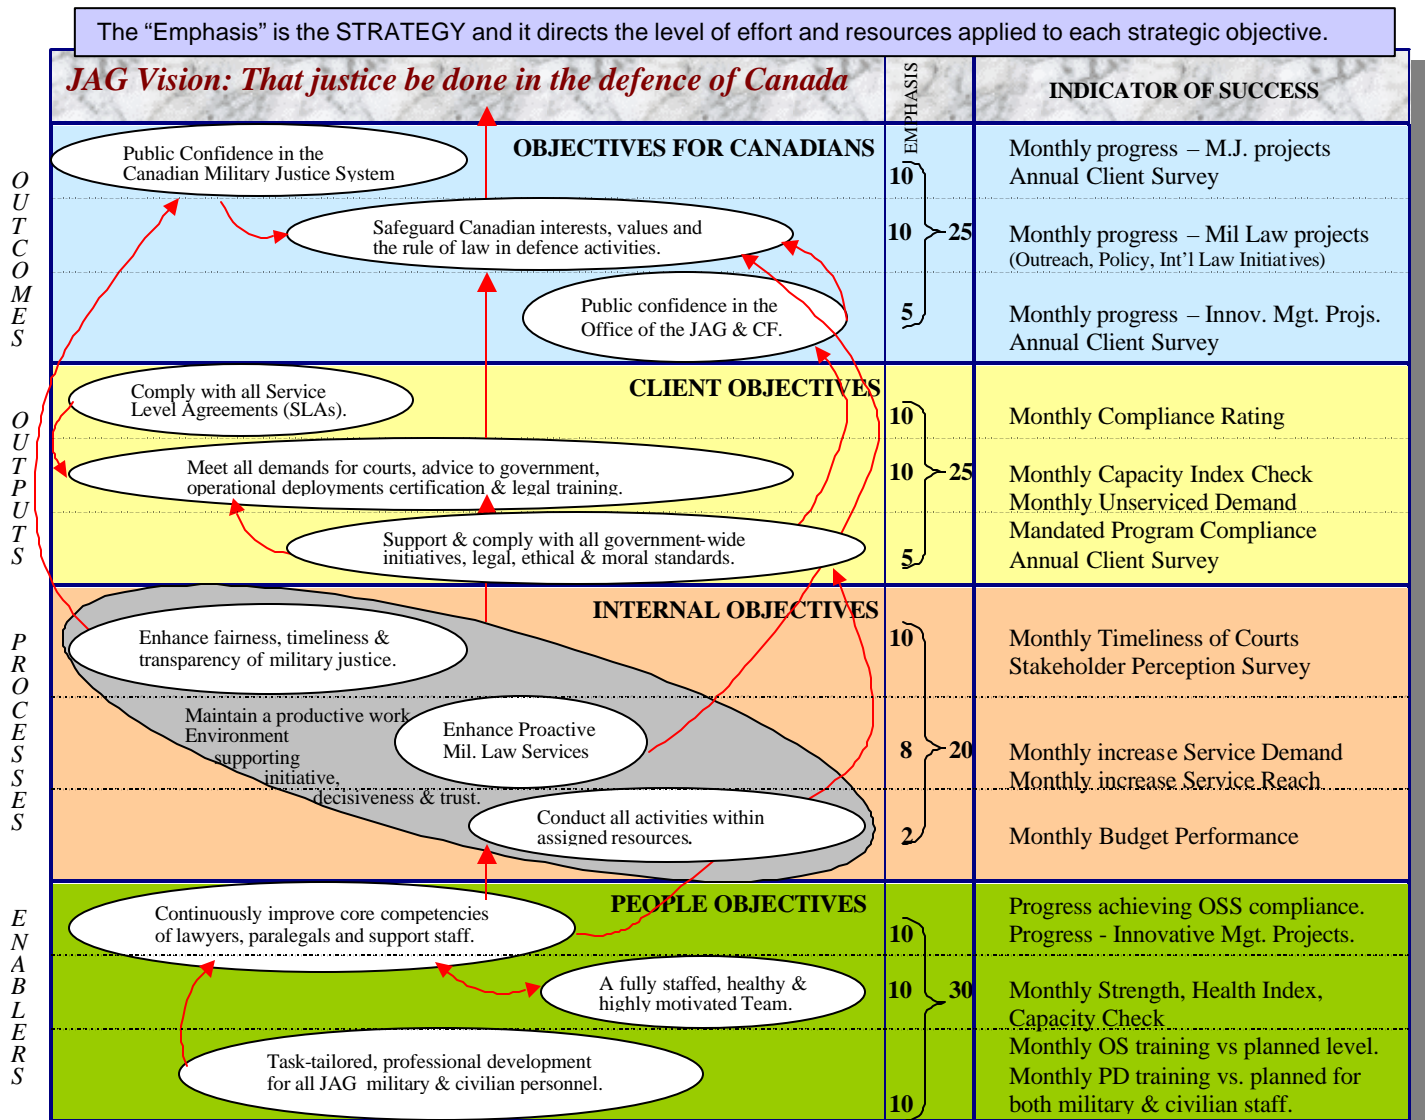 The “Emphasis” is the STRATEGY and it directs the level of effort and resources applied to each strategic objective.
JAG Vision: That justice be done in the defence of Canada
EMPHASIS
INDICATOR OF SUCCESS
OUTCOMES
OBJECTIVES FOR CANADIANS
Public Confidence in the
Canadian Military Justice System
10
Monthly progress – M.J. projects
Annual Client Survey
Safeguard Canadian interests, values and
the rule of law in defence activities.
10
25
Monthly progress – Mil Law projects
(Outreach, Policy, Int’l Law Initiatives)
Public confidence in the
Office of the JAG & CF.
5
Monthly progress – Innov. Mgt. Projs.
Annual Client Survey
OUTPUTS
CLIENT OBJECTIVES
Comply with all Service
Level Agreements (SLAs).
10
Monthly Compliance Rating
Meet all demands for courts, advice to government,
operational deployments certification & legal training.
10
25
Monthly Capacity Index Check
Monthly Unserviced Demand
Support & comply with all government-wide
initiatives, legal, ethical & moral standards.
5
Mandated Program Compliance
Annual Client Survey
PROCESSES
INTERNAL OBJECTIVES
Enhance fairness, timeliness &
transparency of military justice.
10
Monthly Timeliness of Courts
Stakeholder Perception Survey
Maintain a productive work
Environment
supporting
initiative,
decisiveness & trust.
Enhance Proactive
Mil. Law Services
8
20
Monthly increase Service Demand
Monthly increase Service Reach
Conduct all activities within
assigned resources.
2
Monthly Budget Performance
ENABLERS
PEOPLE OBJECTIVES
Continuously improve core competencies
of lawyers, paralegals and support staff.
10
Progress achieving OSS compliance.
Progress - Innovative Mgt. Projects.
A fully staffed, healthy &
highly motivated Team.
10
30
Monthly Strength, Health Index,
Capacity Check
Task-tailored, professional development
for all JAG military & civilian personnel.
10
Monthly OS training vs planned level.
Monthly PD training vs. planned for
both military & civilian staff.